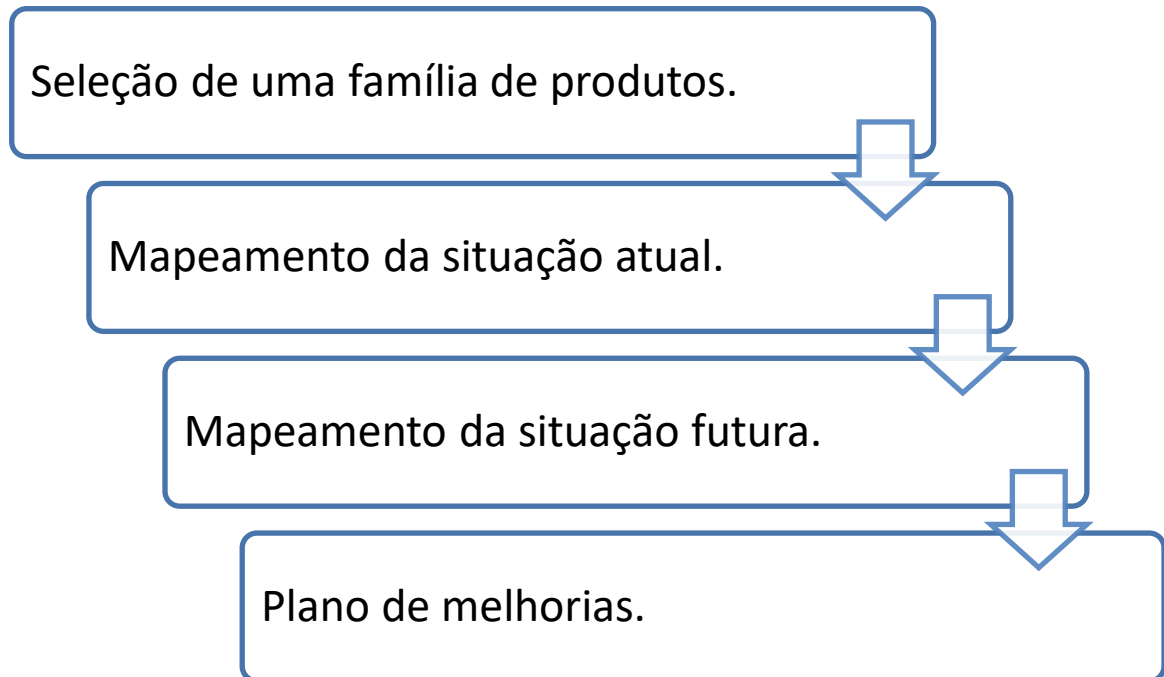 Seleção de uma família de produtos.
Mapeamento da situação atual.
Mapeamento da situação futura.
Plano de melhorias.